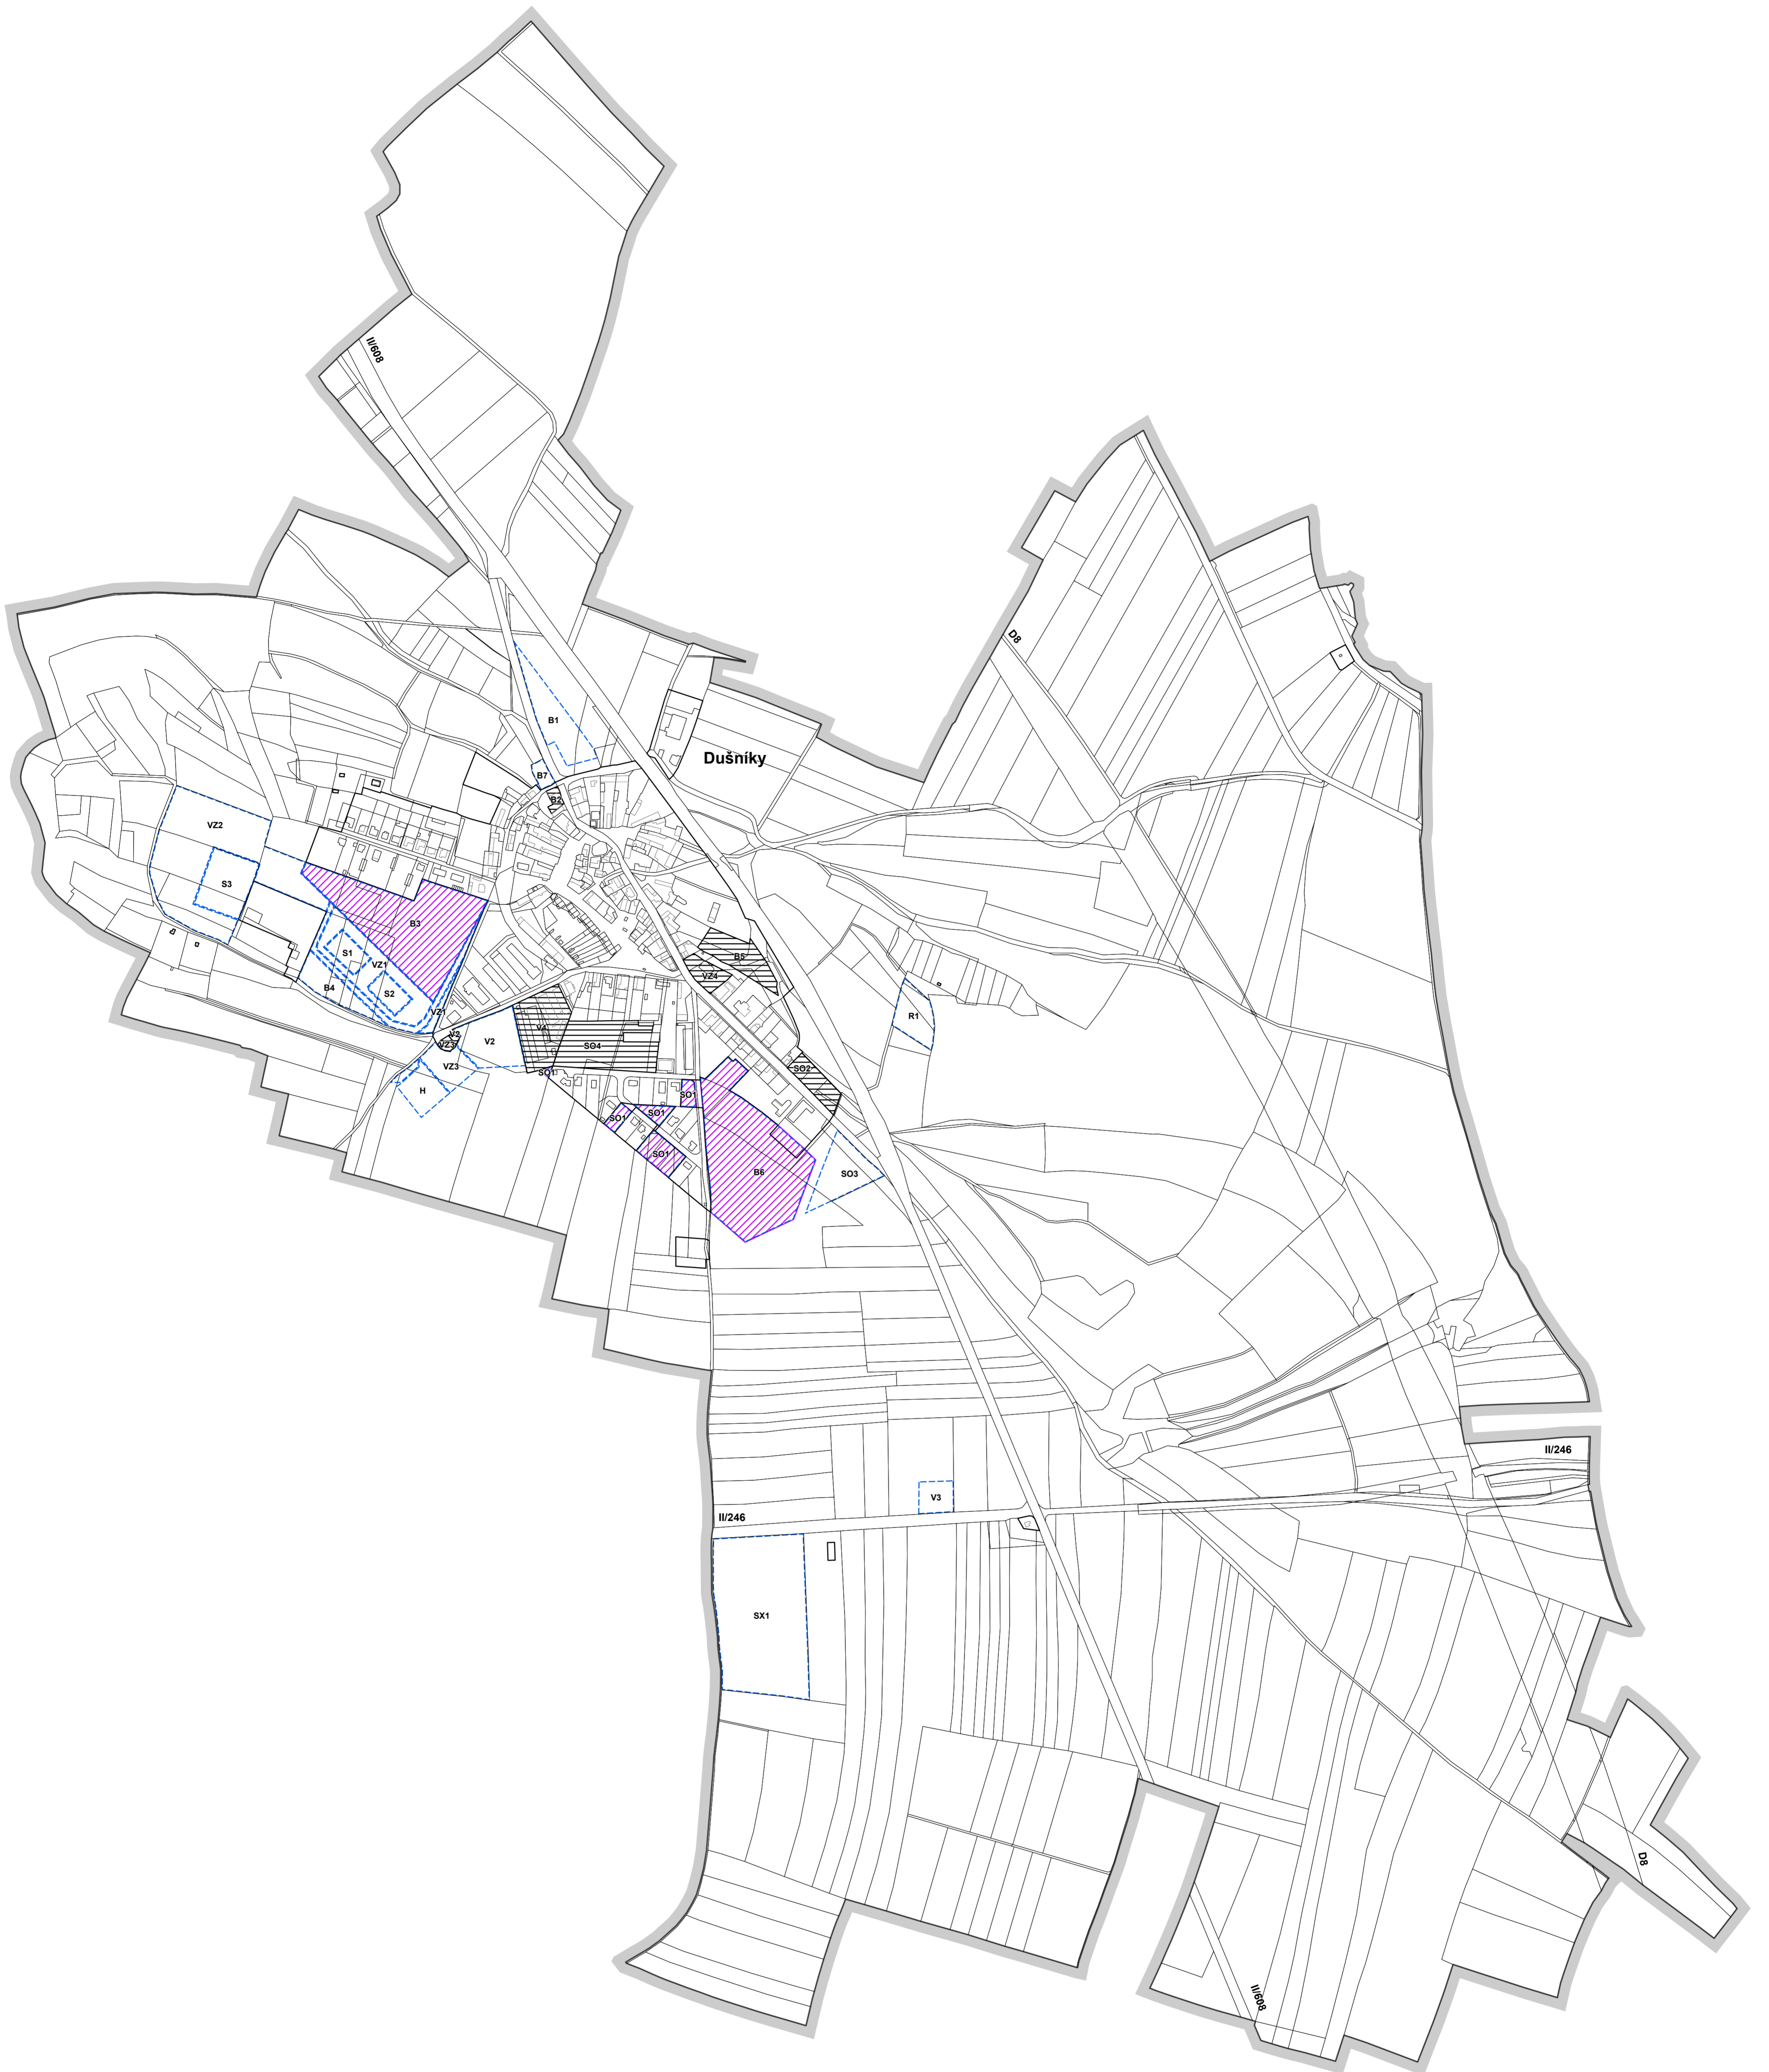 II/608
D8
B1
Dušníky
B7
B2
VZ2
S3
B3
B5
S1
VZ1
VZ4
B4
S2
VZ1
R1
V4
V2
V2
VZ3
SO4
VZ3
SO1
SO2
H
SO1
SO1
SO1
SO1
B6
SO3
II/246
V3
II/246
SX1
D8
II/608